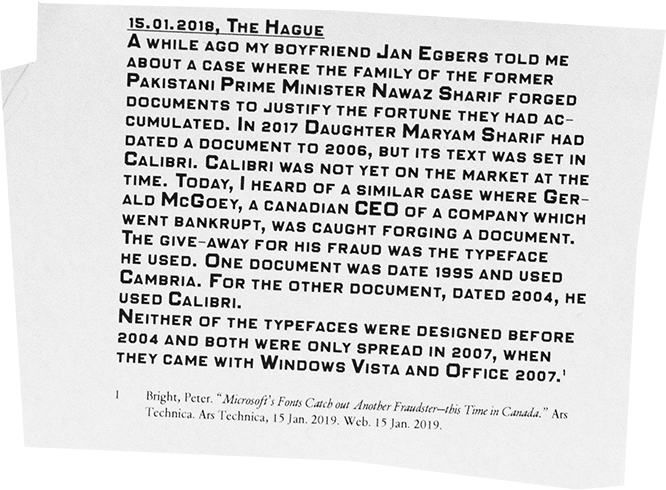 15.01.2018, The Hague
A while ago my boyfriend Jan Egbers told me
about a case where the family of the former
Pakistani Prime Minister Nawaz Sharif forged
documents to justify the fortune they had ac-
cumulated. In 2017 Daughter Maryam Sharif had
dated a document to 2006, but its text was set in
Calibri. Calibri was not yet on the market at the
time. Today, I heard of a similar case where Ger-
ald McGoey, a canadian CEO of a company which
went bankrupt, was caught forging a document.
The give-away for his fraud was the typeface
he used. One document was date 1995 and used
Cambria. For the other document, dated 2004, he
used Calibri.
Neither of the typefaces were designed before
2004 and both were only spread in 2007, when
they came with Windows Vista and Office 2007.¹
1 Bright, Peter. “Microsoft’s Fonts Catch out Another Fraudster—this Time in Canada.” Ars
Technica. Ars Technica, 15 Jan. 2019. Web. 15 Jan. 2019.